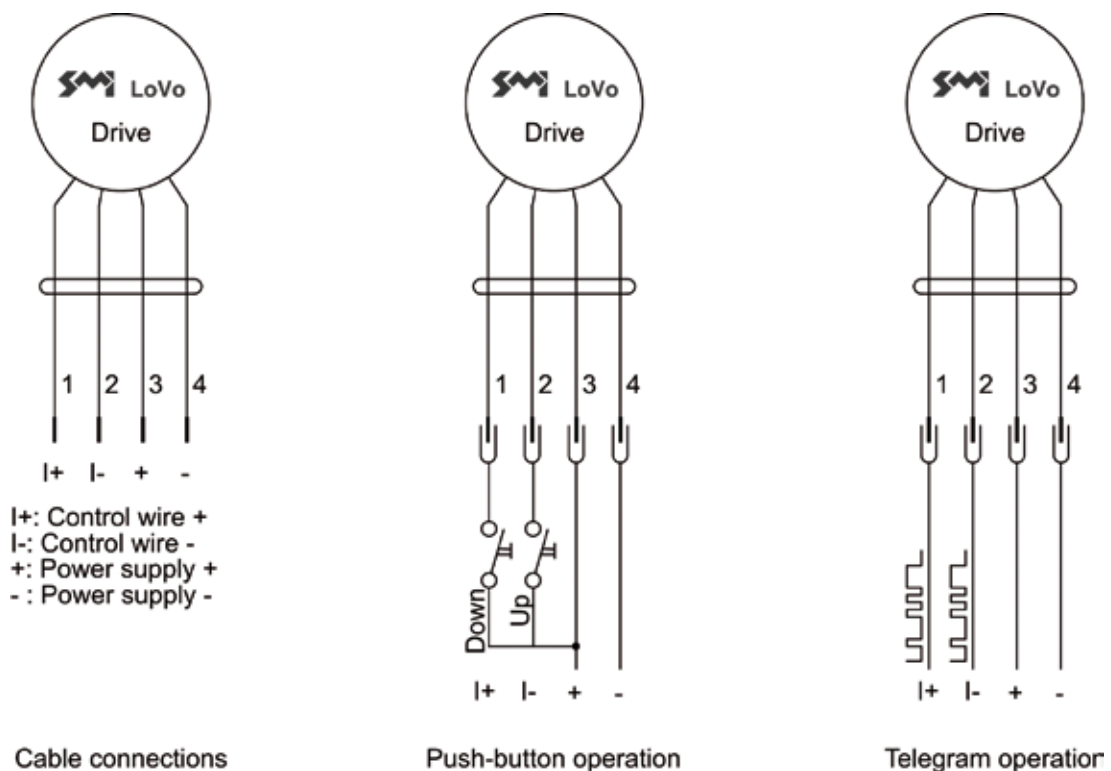 SMI LoVo
Drive
1 2 3 4
I+ I- + -
I+: Control wire +
I-: Control wire -
+: Power supply +
- : Power supply -
Cable connections
SMI LoVo
Drive
1 2 3 4
Down Up
I+ I- + -
Push-button operation
SMI LoVo
Drive
1 2 3 4
I+ I- + -
Telegram operation